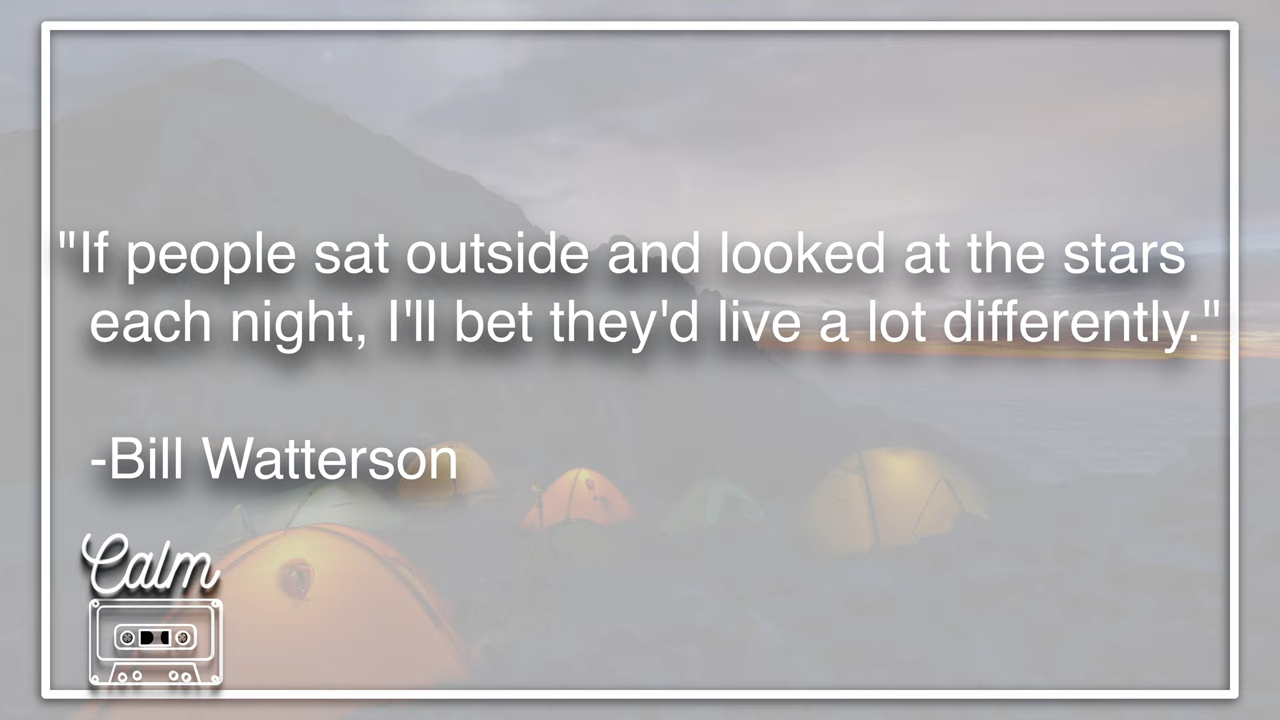 "If people sat outside and looked at the stars
each night, I'll bet they'd live a lot differently."
-Bill Watterson
Calm